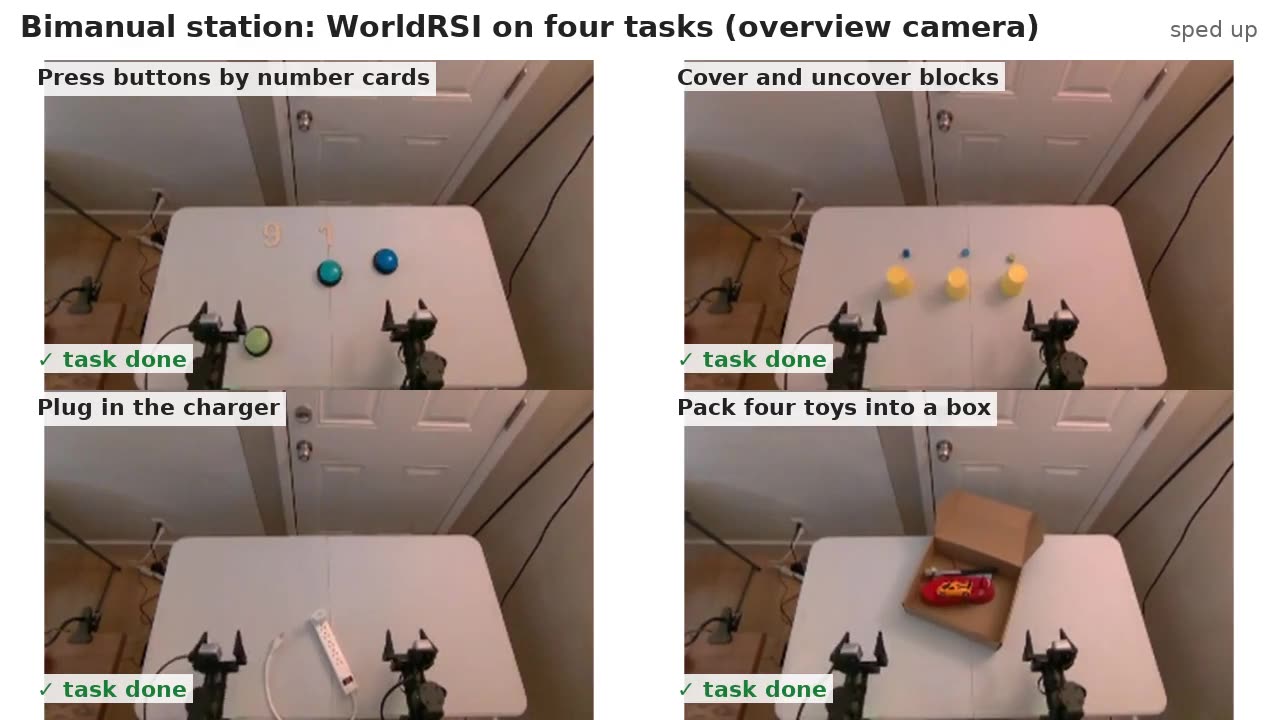 Bimanual station: WorldRSI on four tasks (overview camera)
sped up
Press buttons by number cards
Cover and uncover blocks
9 1
✓ task done
✓ task done
Plug in the charger
Pack four toys into a box
✓ task done
✓ task done